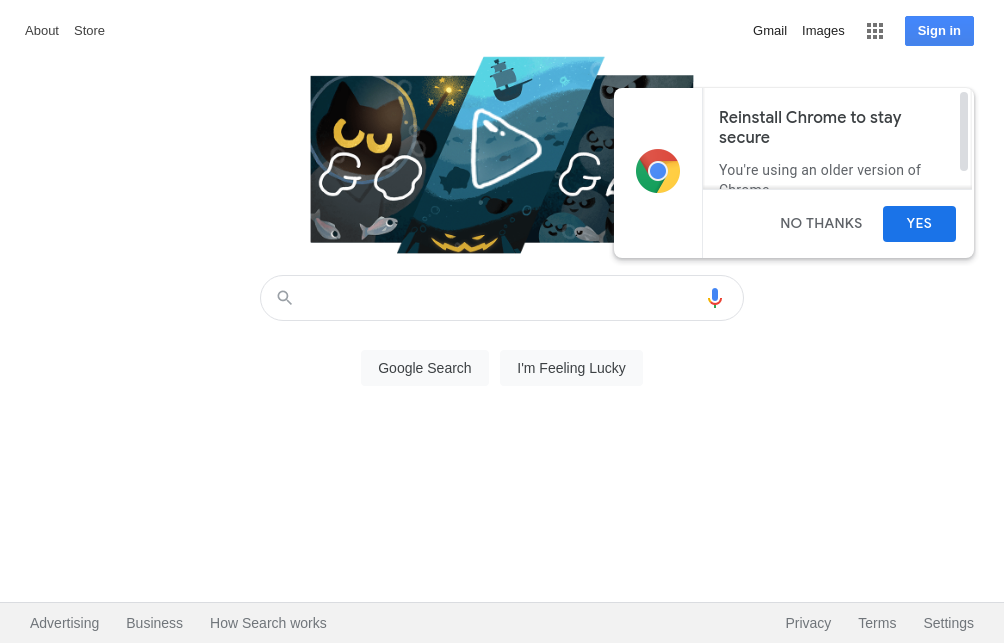 About Store Gmail Images Sign in
Reinstall Chrome to stay
secure
You're using an older version of
NO THANKS YES
Google Search I'm Feeling Lucky
Advertising Business How Search works Privacy Terms Settings